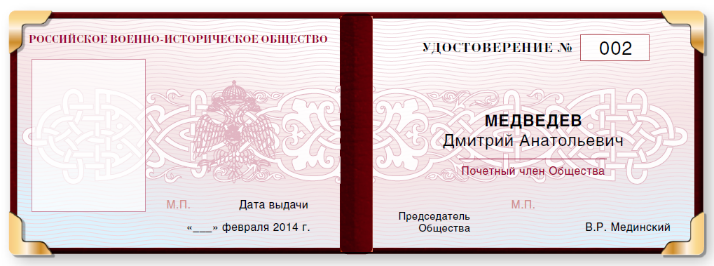 РОССИЙСКОЕ ВОЕННО-ИСТОРИЧЕСКОЕ ОБЩЕСТВО
М.П.
Дата выдачи
«___» февраля 2014 г.
УДОСТОВЕРЕНИЕ № 002
МЕДВЕДЕВ
Дмитрий Анатольевич
Почетный член Общества
М.П.
Председатель
Общества
В.Р. Мединский